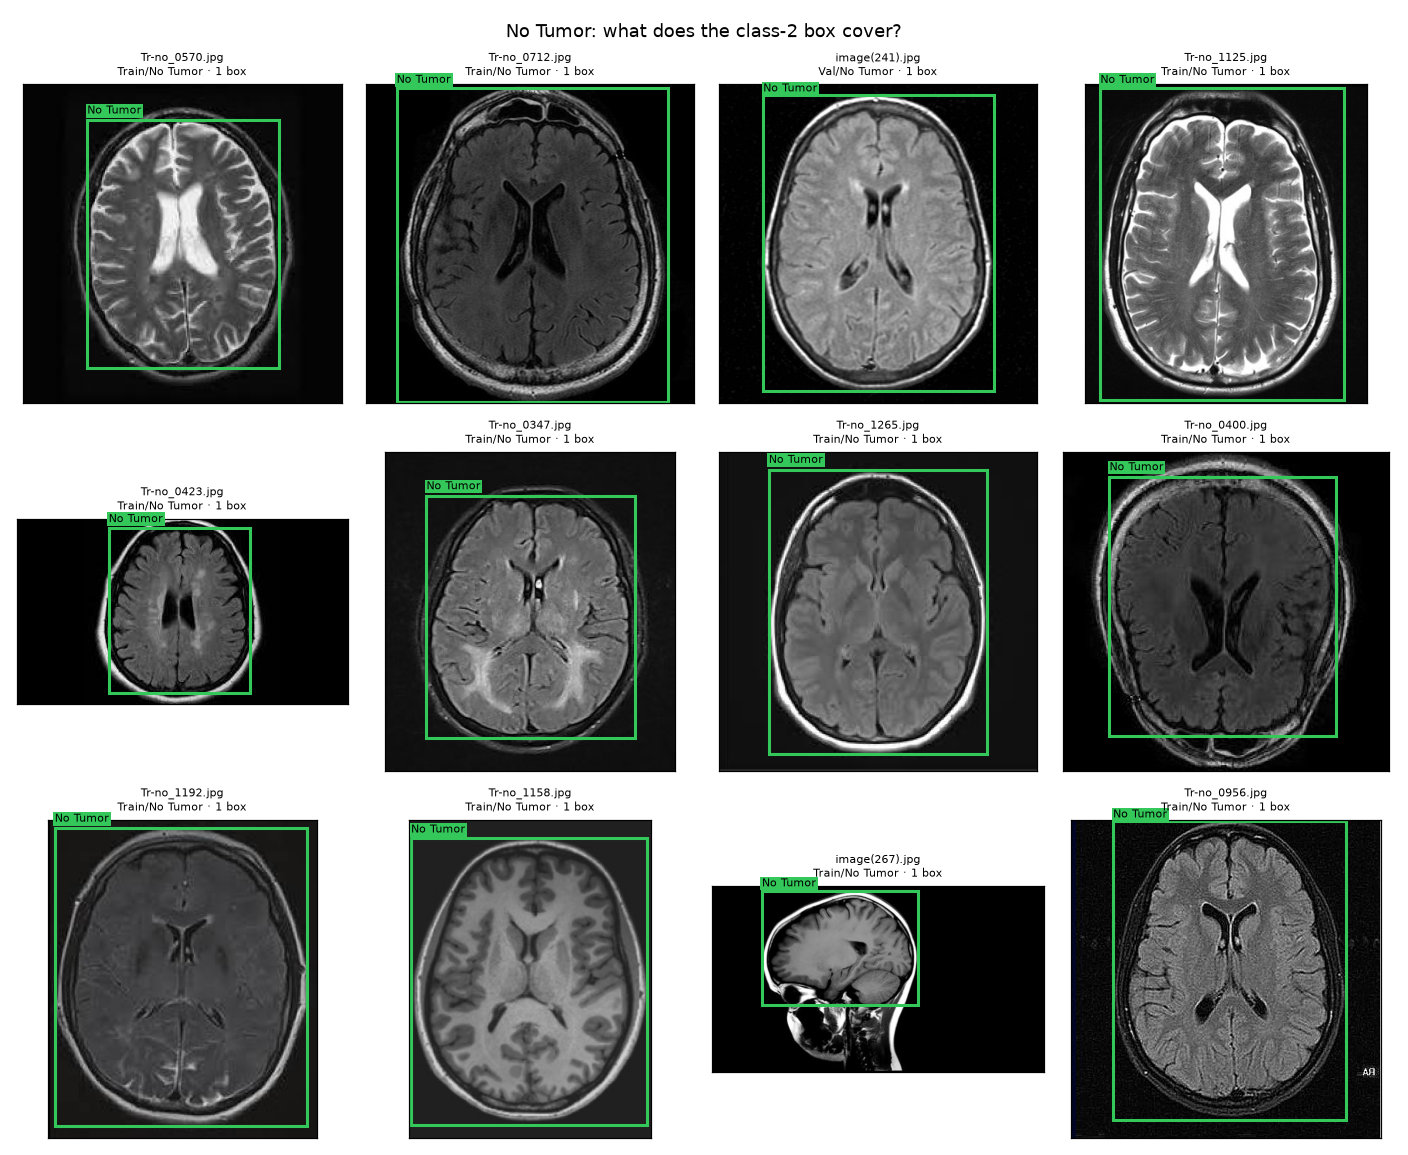 No Tumor: what does the class-2 box cover?
Tr-no_0570.jpg
Train/No Tumor · 1 box
No Tumor
Tr-no_0712.jpg
Train/No Tumor · 1 box
No Tumor
image(241).jpg
Val/No Tumor · 1 box
No Tumor
Tr-no_1125.jpg
Train/No Tumor · 1 box
No Tumor
Tr-no_0423.jpg
Train/No Tumor · 1 box
No Tumor
Tr-no_0347.jpg
Train/No Tumor · 1 box
No Tumor
Tr-no_1265.jpg
Train/No Tumor · 1 box
No Tumor
Tr-no_0400.jpg
Train/No Tumor · 1 box
No Tumor
Tr-no_1192.jpg
Train/No Tumor · 1 box
No Tumor
Tr-no_1158.jpg
Train/No Tumor · 1 box
No Tumor
image(267).jpg
Train/No Tumor · 1 box
No Tumor
Tr-no_0956.jpg
Train/No Tumor · 1 box
No Tumor